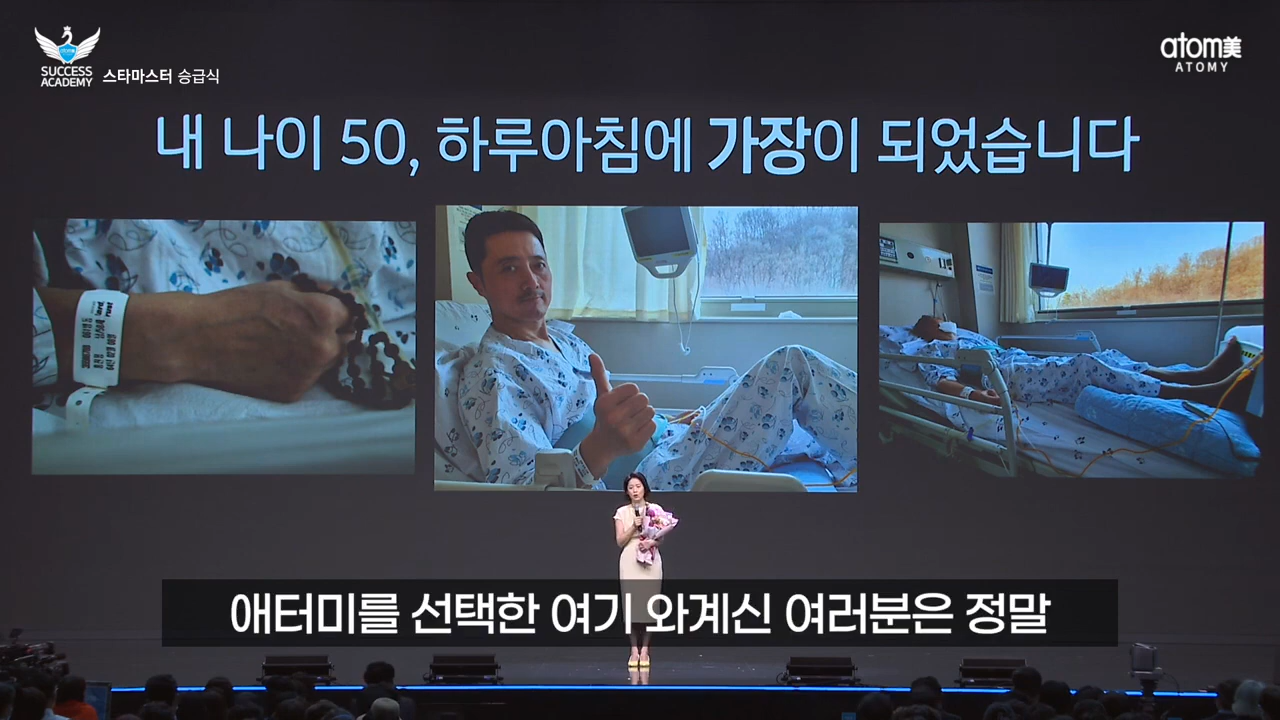 SUCCESS
ACADEMY
스타마스터 승급식
atom美
ATOMY
내 나이 50, 하루아침에 가장이 되었습니다
애터미를 선택한 여기 와계신 여러분은 정말